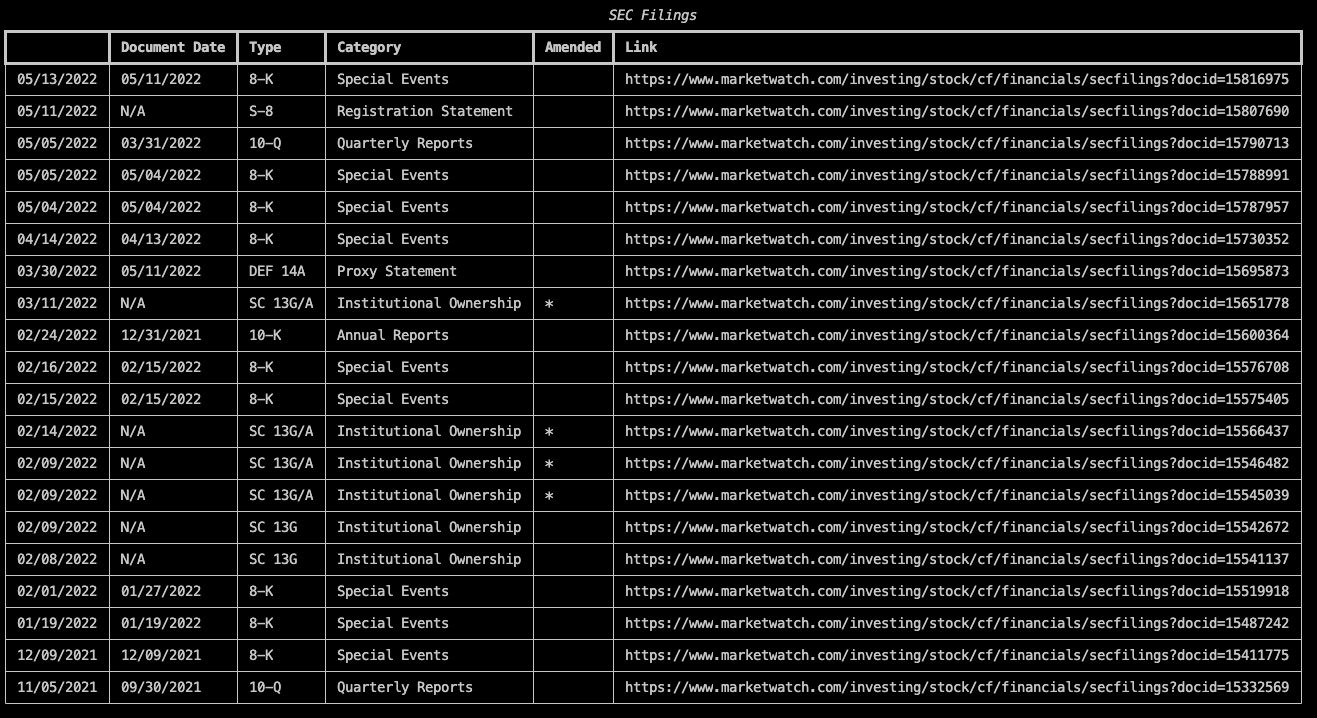 SEC Filings
Document Date Type Category Amended Link
05/13/2022 05/11/2022 8-K Special Events https://www.marketwatch.com/investing/stock/cf/financials/secfilings?docid=15816975
05/11/2022 N/A S-8 Registration Statement https://www.marketwatch.com/investing/stock/cf/financials/secfilings?docid=15807690
05/05/2022 03/31/2022 10-Q Quarterly Reports https://www.marketwatch.com/investing/stock/cf/financials/secfilings?docid=15790713
05/05/2022 05/04/2022 8-K Special Events https://www.marketwatch.com/investing/stock/cf/financials/secfilings?docid=15788991
05/04/2022 05/04/2022 8-K Special Events https://www.marketwatch.com/investing/stock/cf/financials/secfilings?docid=15787957
04/14/2022 04/13/2022 8-K Special Events https://www.marketwatch.com/investing/stock/cf/financials/secfilings?docid=15730352
03/30/2022 05/11/2022 DEF 14A Proxy Statement https://www.marketwatch.com/investing/stock/cf/financials/secfilings?docid=15695873
03/11/2022 N/A SC 13G/A Institutional Ownership * https://www.marketwatch.com/investing/stock/cf/financials/secfilings?docid=15651778
02/24/2022 12/31/2021 10-K Annual Reports https://www.marketwatch.com/investing/stock/cf/financials/secfilings?docid=15600364
02/16/2022 02/15/2022 8-K Special Events https://www.marketwatch.com/investing/stock/cf/financials/secfilings?docid=15576708
02/15/2022 02/15/2022 8-K Special Events https://www.marketwatch.com/investing/stock/cf/financials/secfilings?docid=15575405
02/14/2022 N/A SC 13G/A Institutional Ownership * https://www.marketwatch.com/investing/stock/cf/financials/secfilings?docid=15566437
02/09/2022 N/A SC 13G/A Institutional Ownership * https://www.marketwatch.com/investing/stock/cf/financials/secfilings?docid=15546482
02/09/2022 N/A SC 13G/A Institutional Ownership * https://www.marketwatch.com/investing/stock/cf/financials/secfilings?docid=15545039
02/09/2022 N/A SC 13G Institutional Ownership https://www.marketwatch.com/investing/stock/cf/financials/secfilings?docid=15542672
02/08/2022 N/A SC 13G Institutional Ownership https://www.marketwatch.com/investing/stock/cf/financials/secfilings?docid=15541137
02/01/2022 01/27/2022 8-K Special Events https://www.marketwatch.com/investing/stock/cf/financials/secfilings?docid=15519918
01/19/2022 01/19/2022 8-K Special Events https://www.marketwatch.com/investing/stock/cf/financials/secfilings?docid=15487242
12/09/2021 12/09/2021 8-K Special Events https://www.marketwatch.com/investing/stock/cf/financials/secfilings?docid=15411775
11/05/2021 09/30/2021 10-Q Quarterly Reports https://www.marketwatch.com/investing/stock/cf/financials/secfilings?docid=15332569